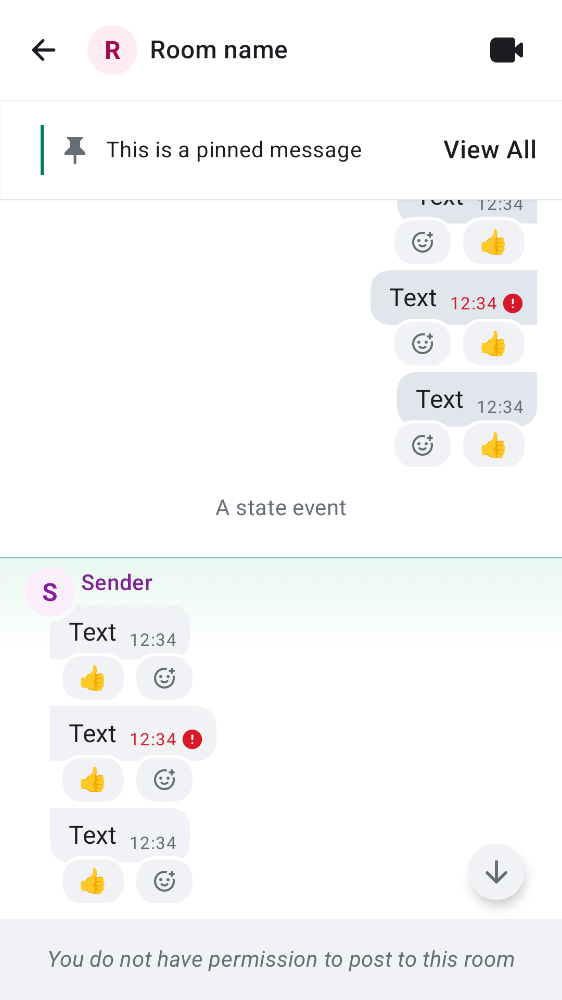 R Room name
This is a pinned message View All
Text 12:34
Text 12:34
Text 12:34
A state event
S Sender
Text 12:34
Text 12:34
Text 12:34
You do not have permission to post to this room